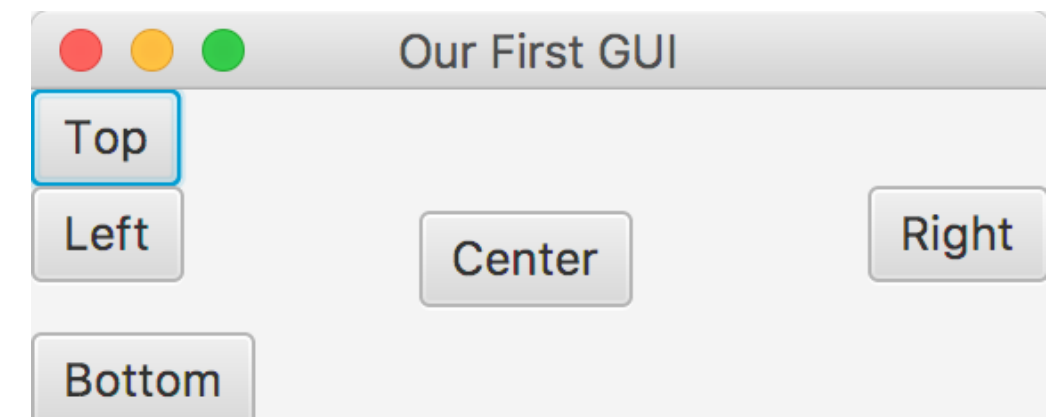 Our First GUI
Top
Left
Center
Right
Bottom